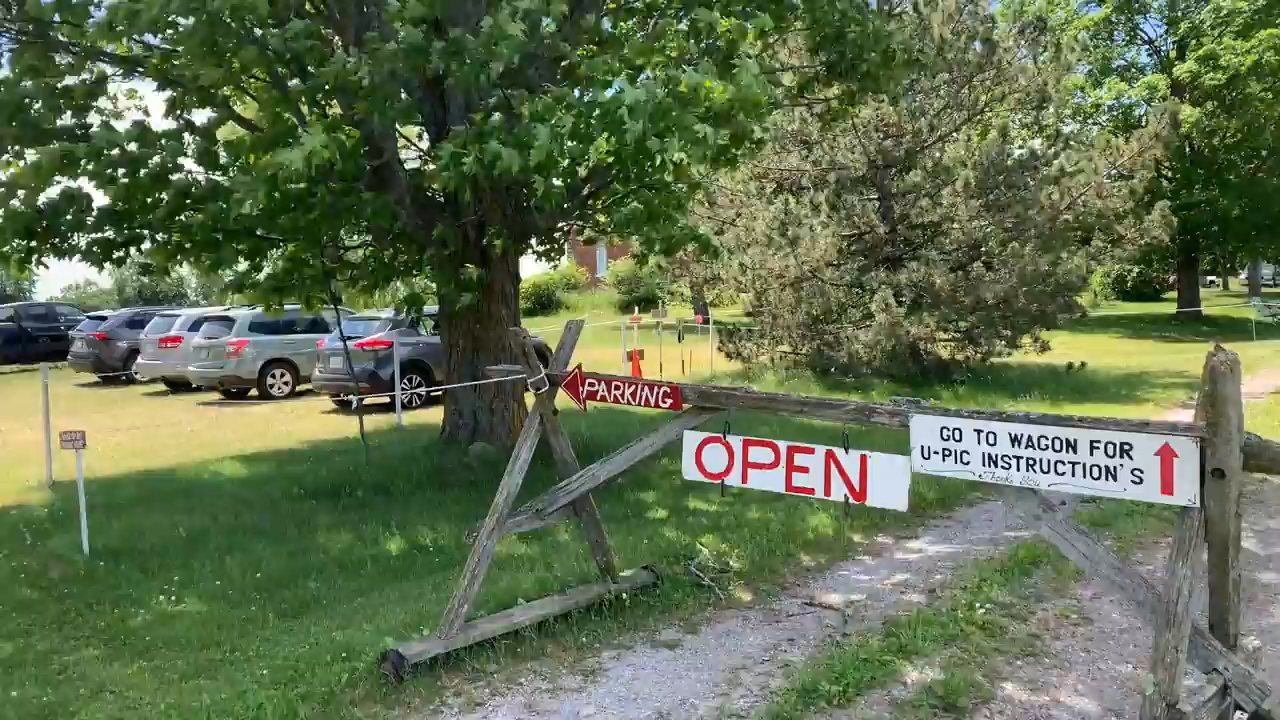 PARKING
OPEN
GO TO WAGON FOR
U-PIC INSTRUCTION'S
Thank You